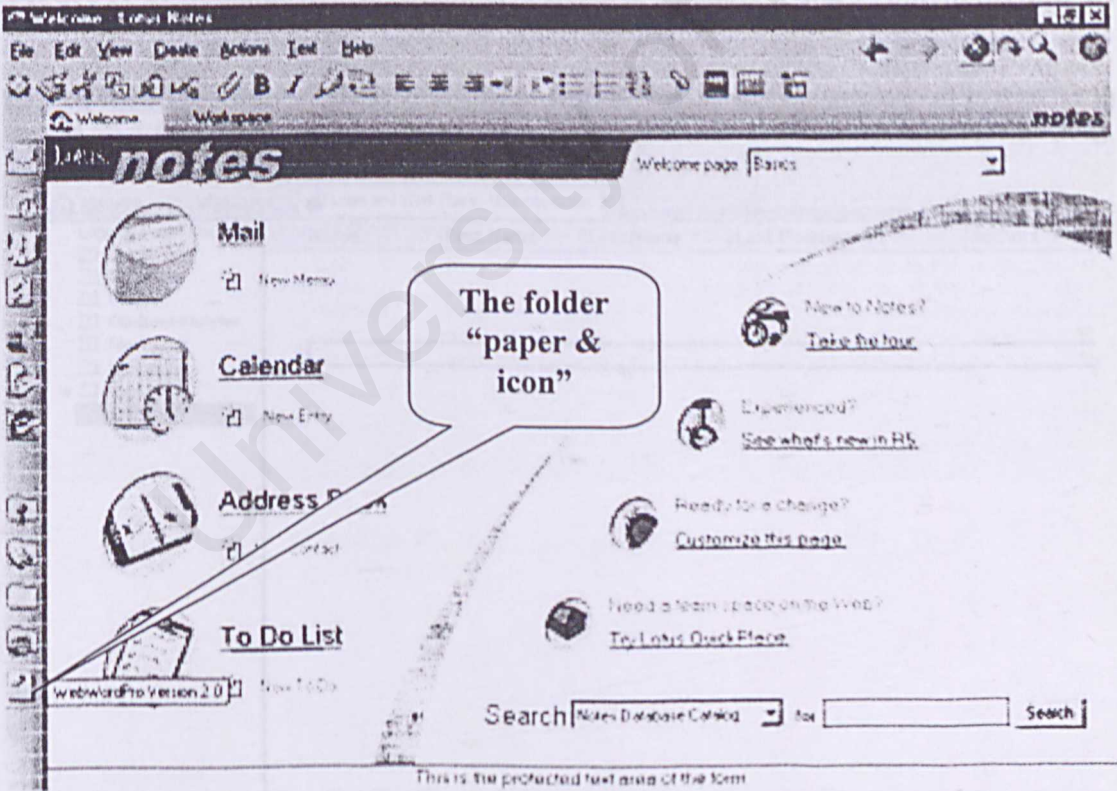 Welcome - Lotus Notes
File Edit View Create Actions Text Help
Welcome Workspace notes
Lotus notes Welcome page Basics
Mail
New Memo
The folder
"paper &
icon"
New to Notes?
Take the tour.
Calendar
New Entry
Experienced?
See what's new in R5.
Address
Contact
Ready for a change?
Customize this page.
Need a team space on the Web?
Try Lotus QuickPlace.
To Do List
New To Do
WebWordPro Version 2.0
Search Notes Database Catalog for Search
This is the protected text area of the form
University